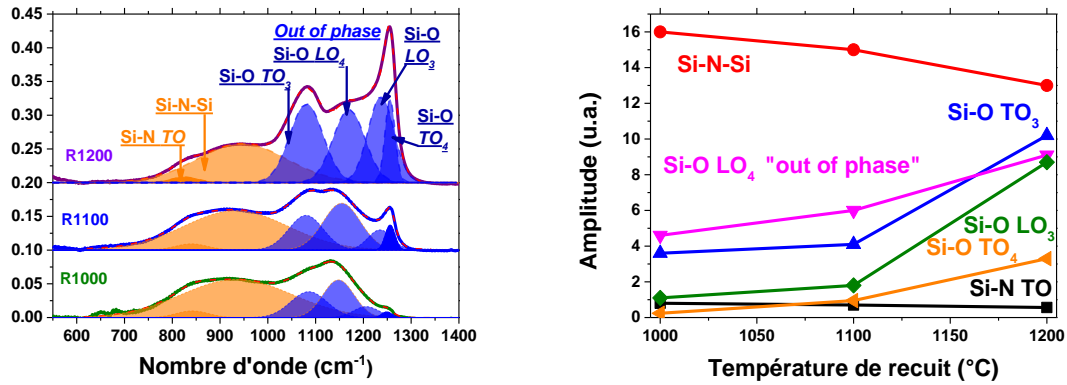 0.45
0.40
0.35
0.30
0.25
0.20
0.15
0.10
0.05
0.00
Out of phase
Si-O LO4
Si-O
LO3
Si-O TO3
Si-N-Si
Si-N TO
Si-O
TO4
R1200
R1100
R1000
600 700 800 900 1000 1100 1200 1300 1400
Nombre d'onde (cm-1)
Amplitude (u.a.)
16
14
12
10
8
6
4
2
0
Si-N-Si
Si-O TO3
Si-O LO4 "out of phase"
Si-O LO3
Si-O TO4
Si-N TO
1000 1050 1100 1150 1200
Température de recuit (°C)